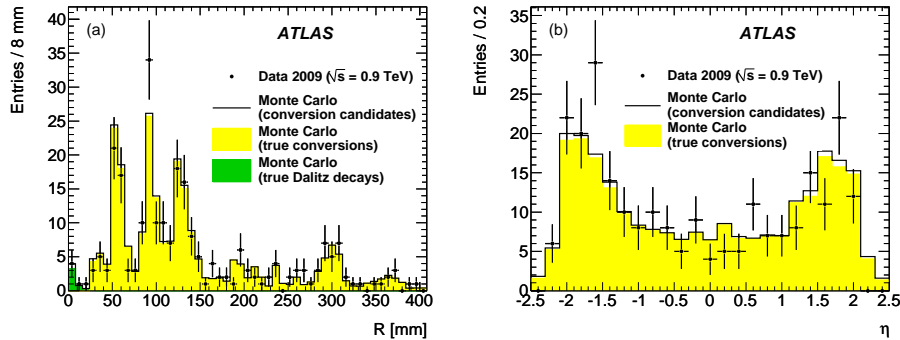 (a)
ATLAS
Data 2009 (√s = 0.9 TeV)
Monte Carlo
(conversion candidates)
Monte Carlo
(true conversions)
Monte Carlo
(true Dalitz decays)
Entries / 8 mm
40
35
30
25
20
15
10
5
0
0 50 100 150 200 250 300 350 400
R [mm]
(b)
ATLAS
Data 2009 (√s = 0.9 TeV)
Monte Carlo
(conversion candidates)
Monte Carlo
(true conversions)
Entries / 0.2
35
30
25
20
15
10
5
0
-2.5 -2 -1.5 -1 -0.5 0 0.5 1 1.5 2 2.5
η